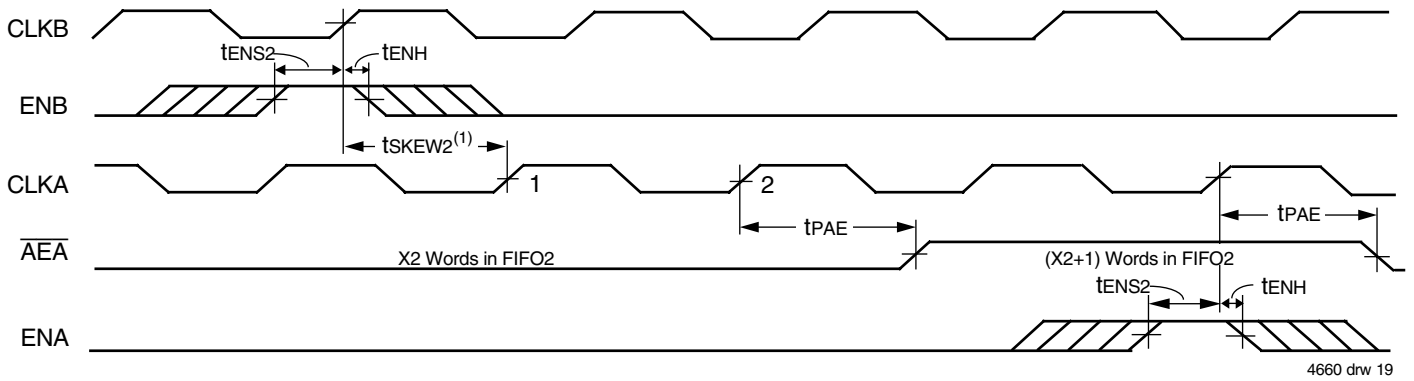 CLKB
tENS2 tENH
ENB
tSKEW2(1)
CLKA 1 2
tPAE tPAE
AEA X2 Words in FIFO2 (X2+1) Words in FIFO2
tENS2 tENH
ENA
4660 drw 19